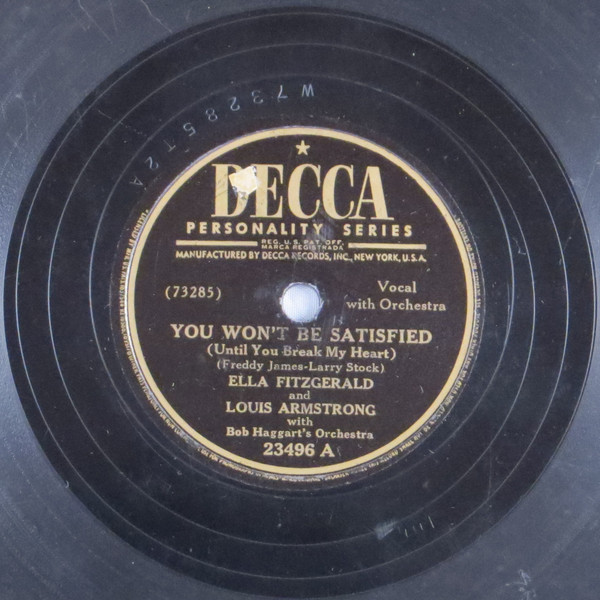 W73285T2A
DECCA
PERSONALITY SERIES
REG. U.S. PAT. OFF.
MARCA REGISTRADA
MANUFACTURED BY DECCA RECORDS, INC., NEW YORK, U.S.A.
(73285)
Vocal
with Orchestra
YOU WON'T BE SATISFIED
(Until You Break My Heart)
(Freddy James-Larry Stock)
ELLA FITZGERALD
and
LOUIS ARMSTRONG
with
Bob Haggart's Orchestra
23496 A